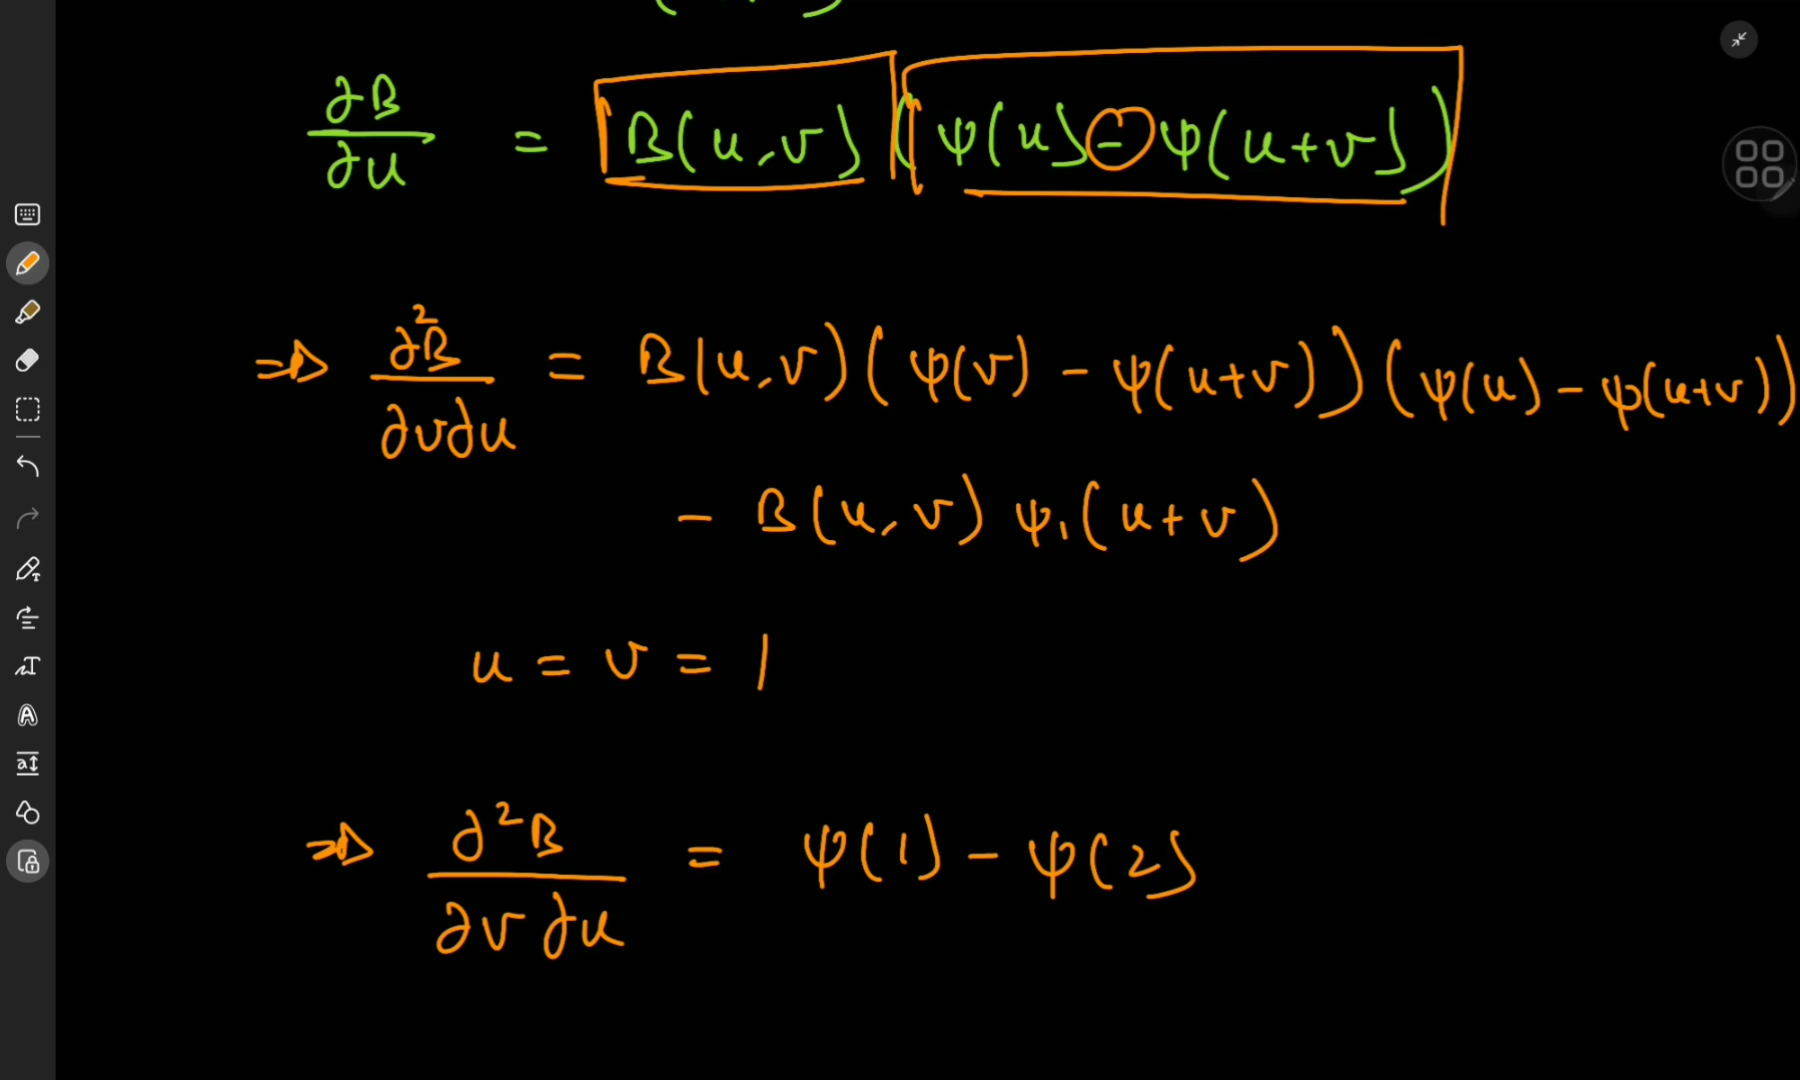 ∂B/∂u = B(u,v) (ψ(u) - ψ(u+v))
⇒ ∂²B/∂v∂u = B(u,v)(ψ(v) - ψ(u+v))(ψ(u) - ψ(u+v))
- B(u,v) ψ₁(u+v)
u = v = 1
⇒ ∂²B/∂v∂u = ψ(1) - ψ(2)